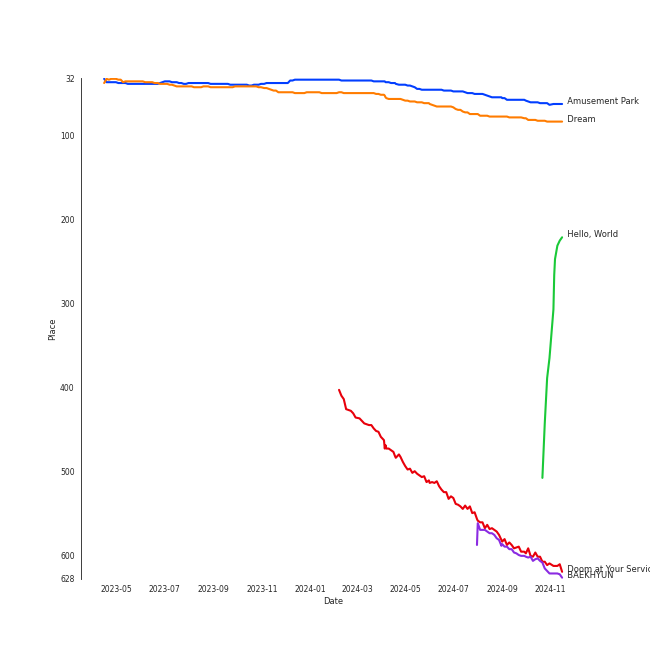 32
100
200
300
400
500
600
628
Place
2023-05
2023-07
2023-09
2023-11
2024-01
2024-03
2024-05
2024-07
2024-09
2024-11
Date
Amusement Park
Dream
Hello, World
Doom at Your Servic
BAEKHYUN